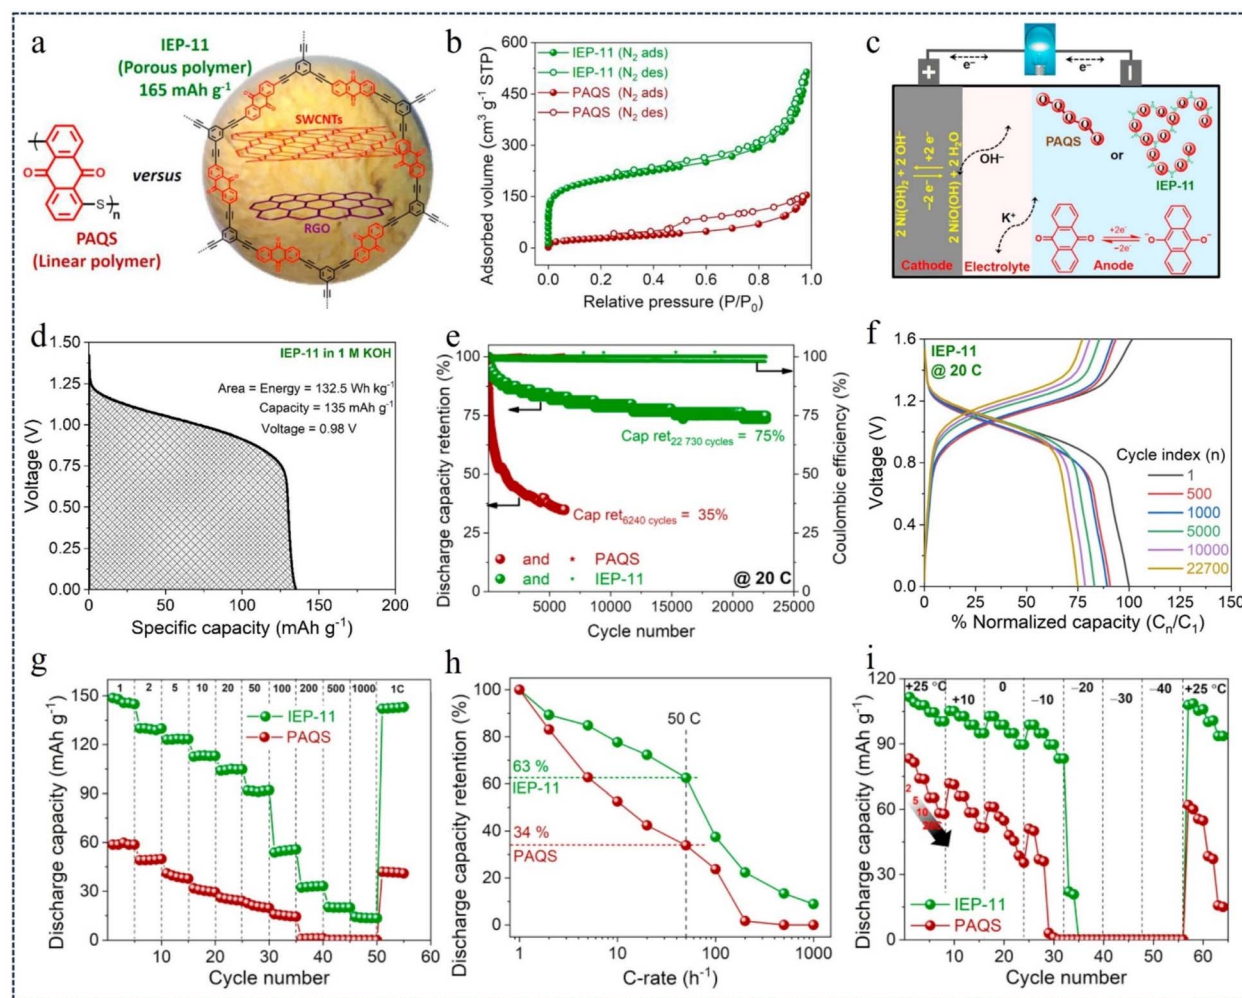 a
IEP-11
(Porous polymer)
165 mAh g⁻¹
SWCNTs
RGO
O
O
S
n
versus
PAQS
(Linear polymer)
b
600
450
300
150
0
IEP-11 (N₂ ads)
IEP-11 (N₂ des)
PAQS (N₂ ads)
PAQS (N₂ des)
Adsorbed volume (cm³ g⁻¹ STP)
0.0 0.2 0.4 0.6 0.8 1.0
Relative pressure (P/P₀)
c
e⁻
e⁻
+
−
2 Ni(OH)₂ + 2 OH⁻
−2 e⁻
+2 e⁻
2 NiO(OH) + 2 H₂O
OH⁻
K⁺
PAQS
or
IEP-11
Q
O
O
+2e⁻
−2e⁻
⁻O
O⁻
Cathode
Electrolyte
Anode
d
1.50
1.25
1.00
0.75
0.50
0.25
0.00
IEP-11 in 1 M KOH
Area = Energy = 132.5 Wh kg⁻¹
Capacity = 135 mAh g⁻¹
Voltage = 0.98 V
Voltage (V)
0 50 100 150 200
Specific capacity (mAh g⁻¹)
e
100
75
50
25
0
Discharge capacity retention (%)
Cap ret22 730 cycles = 75%
Cap ret6240 cycles = 35%
and PAQS
and IEP-11
@ 20 C
100
75
50
25
0
Coulombic efficiency (%)
5000 10000 15000 20000 25000
Cycle number
f
1.6
1.2
0.8
0.4
0.0
IEP-11
@ 20 C
Cycle index (n)
1
500
1000
5000
10000
22700
Voltage (V)
0 25 50 75 100 125 150
% Normalized capacity (Cn/C₁)
g
150
120
90
60
30
0
1 2 5 10 20 50 100 200 500 1000 1C
IEP-11
PAQS
Discharge capacity (mAh g⁻¹)
0 10 20 30 40 50 60
Cycle number
h
100
80
60
40
20
0
50 C
63 %
IEP-11
34 %
PAQS
Discharge capacity retention (%)
1 10 100 1000
C-rate (h⁻¹)
i
120
90
60
30
0
+25 °C +10 0 −10 −20 −30 −40 +25 °C
2
5
10
IEP-11
PAQS
Discharge capacity (mAh g⁻¹)
10 20 30 40 50 60
Cycle number